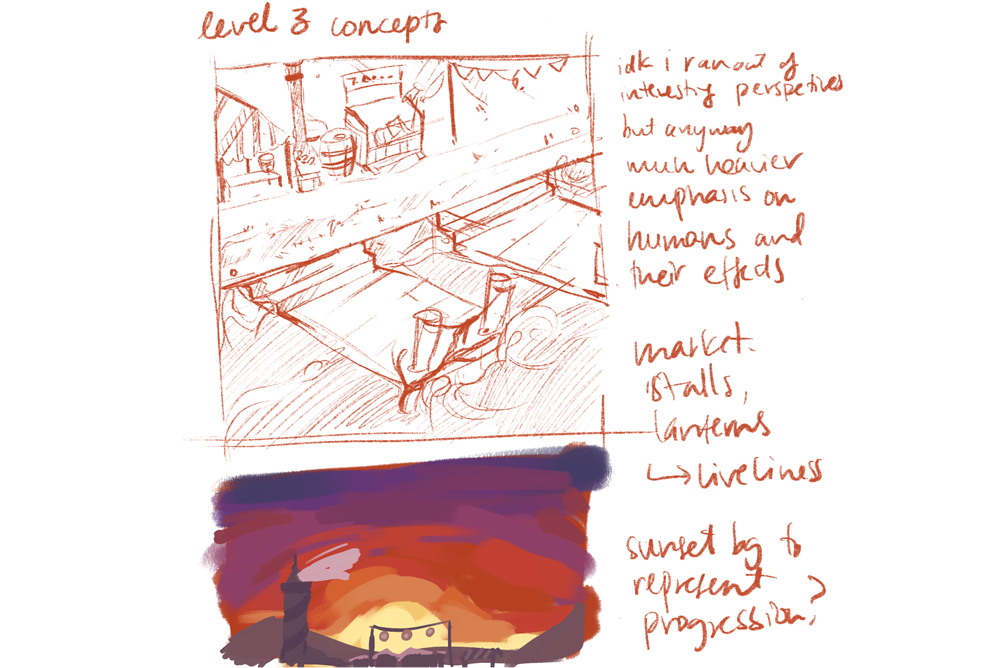 level 3 concepts
idk i ran out of
interesting perspetives
but anyway
much heavier
emphasis on
humans and
their effects
market
stalls,
lanterns
↳ liveliness
sunset bg to
represent
progression?